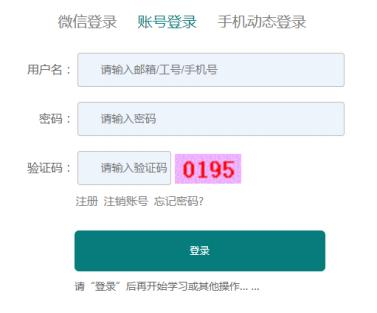 微信登录 账号登录 手机动态登录
用户名： 请输入邮箱/工号/手机号
密码： 请输入密码
验证码： 请输入验证码 0195
注册 注销账号 忘记密码?
登录
请“登录”后再开始学习或其他操作... ...